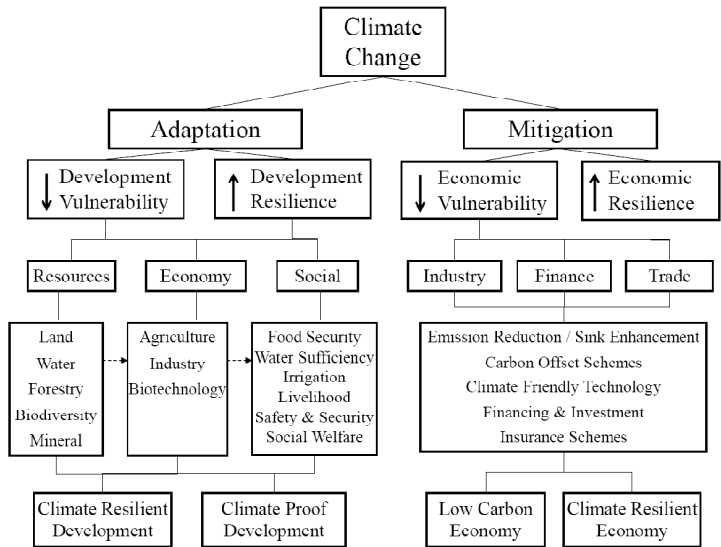 Climate
Change
Adaptation
Mitigation
Development
Vulnerability
Development
Resilience
Economic
Vulnerability
Economic
Resilience
Resources
Economy
Social
Industry
Finance
Trade
Land
Water
Forestry
Biodiversity
Mineral
Agriculture
Industry
Biotechnology
Food Security
Water Sufficiency
Irrigation
Livelihood
Safety & Security
Social Welfare
Emission Reduction / Sink Enhancement
Carbon Offset Schemes
Climate Friendly Technology
Financing & Investment
Insurance Schemes
Climate Resilient
Development
Climate Proof
Development
Low Carbon
Economy
Climate Resilient
Economy